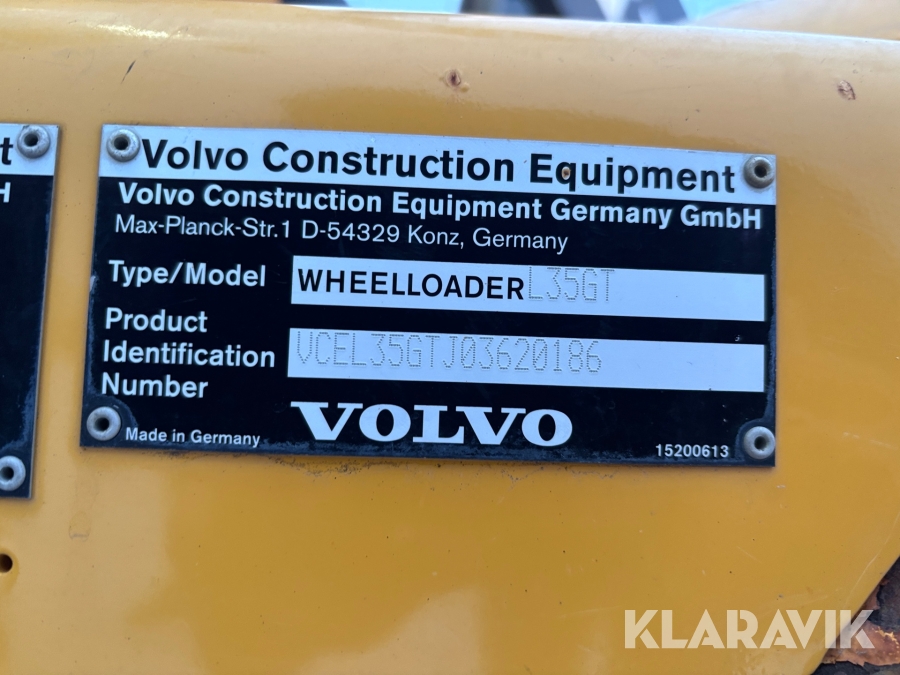 t
H
Volvo Construction Equipment
Volvo Construction Equipment Germany GmbH
Max-Planck-Str.1 D-54329 Konz, Germany
Type/Model WHEELLOADER L35GT
Product
Identification VCEL35GTJ03620186
Number
VOLVO
Made in Germany
15200613
KLARAVIK